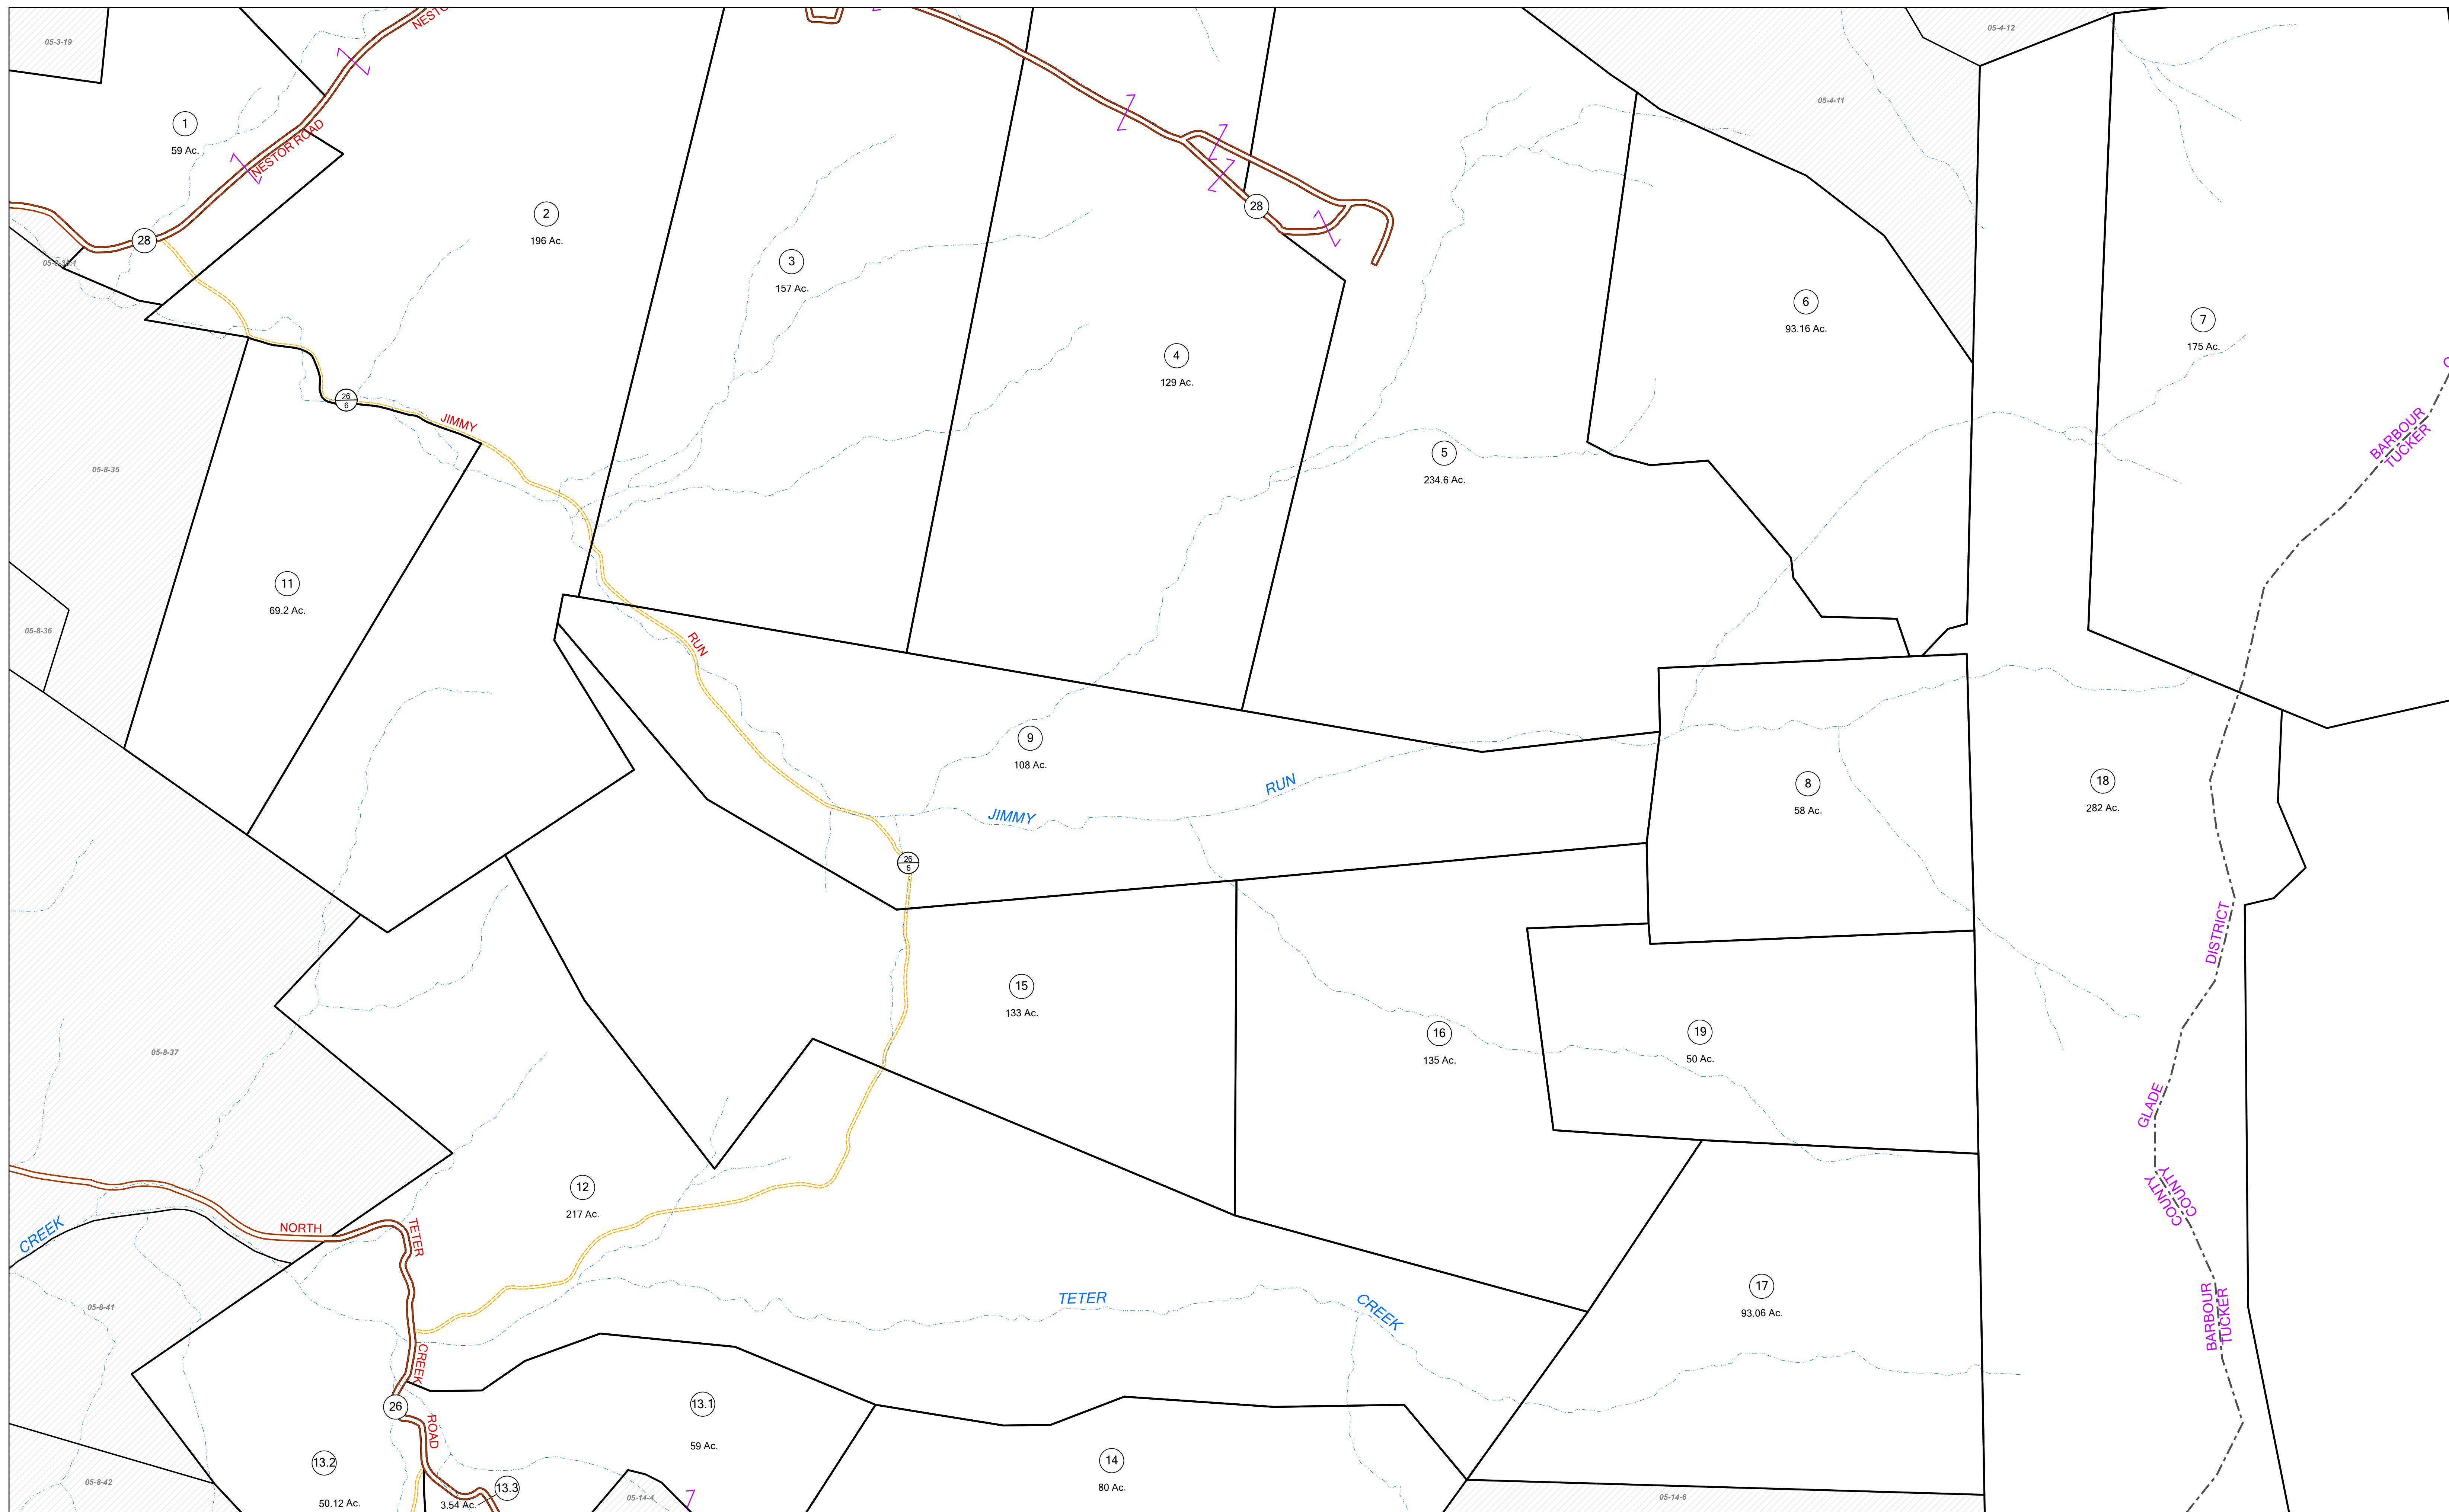 NESTO
05-3-19
05-4-12
05-4-11
1
59 Ac.
NESTOR ROAD
28
28
2
196 Ac.
3
157 Ac.
4
129 Ac.
5
234.6 Ac.
6
93.16 Ac.
7
175 Ac.
BARBOUR
TUCKER
26
6
JIMMY
RUN
05-8-35
05-8-36
11
69.2 Ac.
9
108 Ac.
JIMMY
RUN
8
58 Ac.
18
282 Ac.
26
6
DISTRICT
GLADE
15
133 Ac.
16
135 Ac.
19
50 Ac.
05-8-37
COUNTY
COUNTY
12
217 Ac.
CREEK
NORTH
TETER
CREEK
ROAD
26
TETER
CREEK
17
93.06 Ac.
BARBOUR
TUCKER
05-8-41
05-8-42
13.1
59 Ac.
13.2
50.12 Ac.
13.3
3.54 Ac.
05-14-4
14
80 Ac.
05-14-6